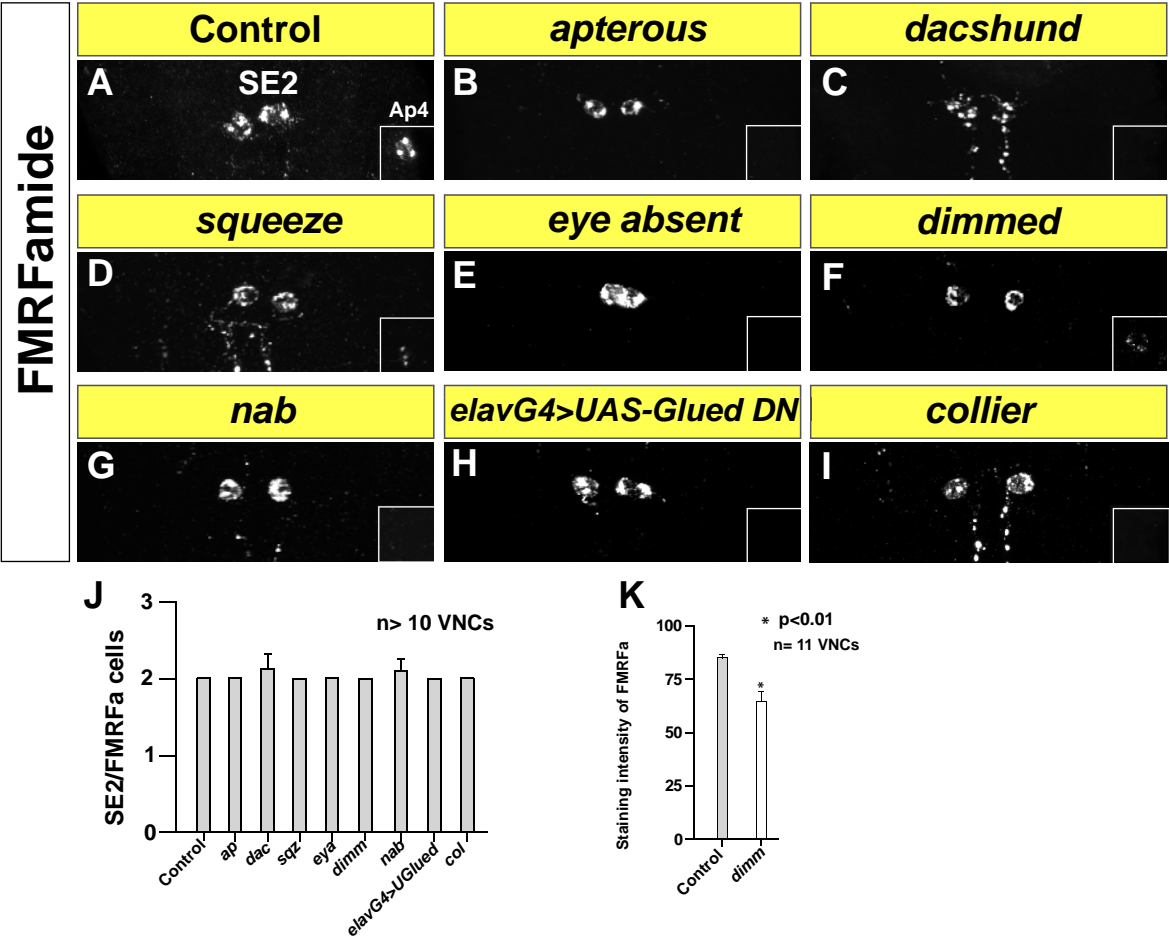 FMRFamide
Control
apterous
dacshund
A
SE2
Ap4
B
C
squeeze
eye absent
dimmed
D
E
F
nab
elavG4>UAS-Glued DN
collier
G
H
I
J
SE2/FMRFa cells
3
2
1
0
n> 10 VNCs
Control
ap
dac
sqz
eya
dimm
nab
elavG4>UGlued
col
K
Staining intensity of FMRFa
100
75
50
25
0
* p<0.01
n= 11 VNCs
*
Control
dimm